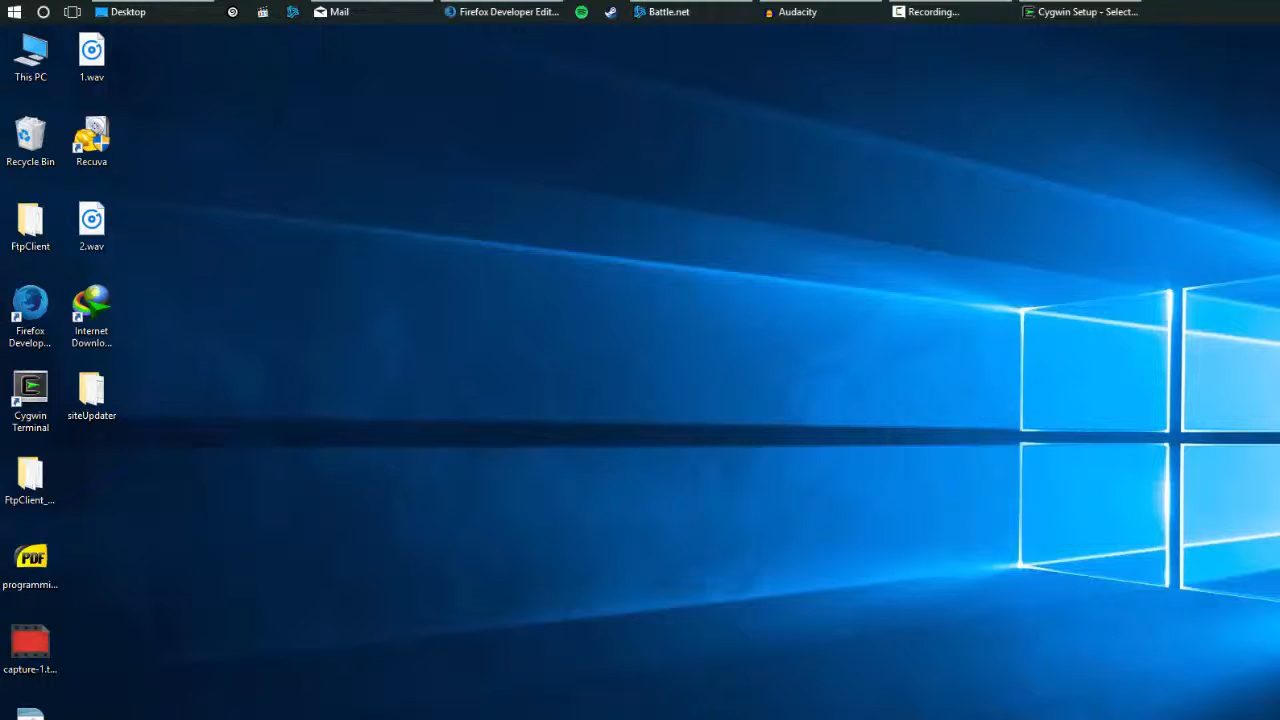 Desktop
Mail
Firefox Developer Edit...
Battle.net
Audacity
Recording...
Cygwin Setup - Select...
This PC
1.wav
Recycle Bin
Recuva
FtpClient
2.wav
Firefox
Develop...
Internet
Downlo...
Cygwin
Terminal
siteUpdater
FtpClient_...
PDF
programmi...
capture-1.t...